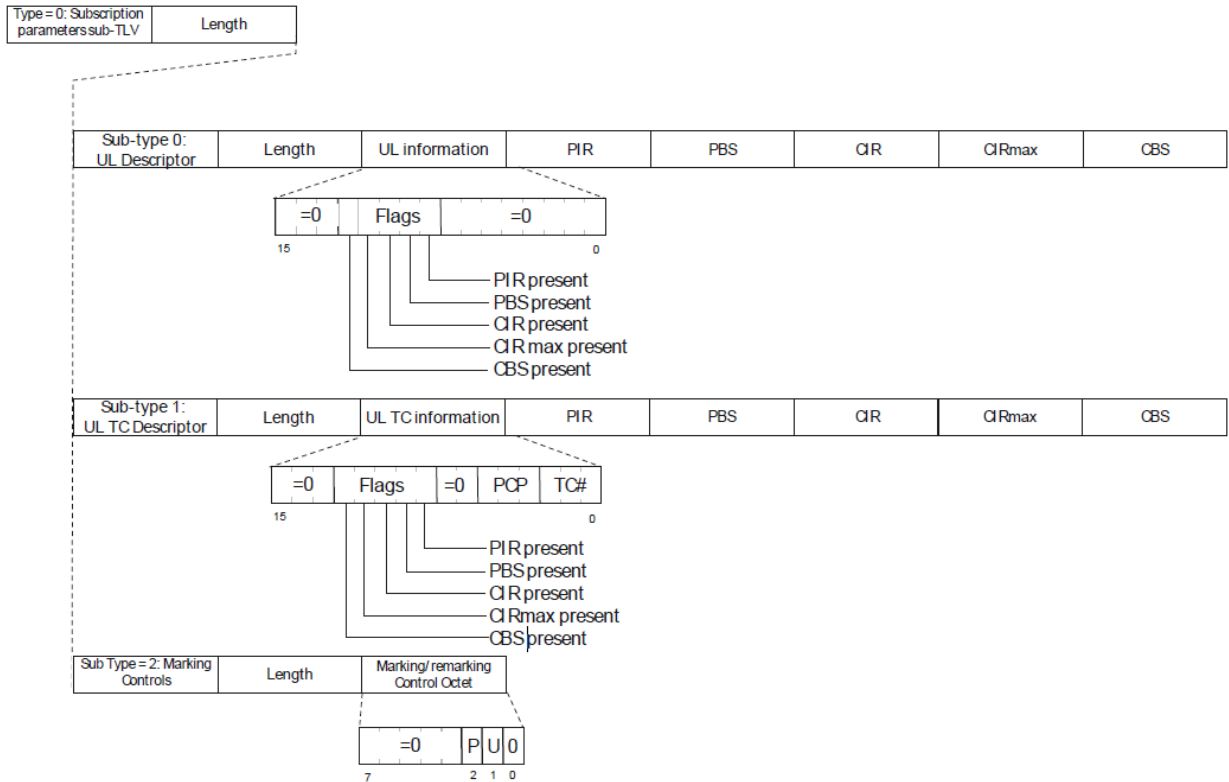 Type = 0: Subscription
parameters sub-TLV
Length
Sub-type 0:
UL Descriptor
Length
UL information
PIR
PBS
CIR
CIRmax
CBS
=0
Flags
=0
15
0
PIR present
PBS present
CIR present
CIR max present
CBS present
Sub-type 1:
UL TC Descriptor
Length
UL TC information
PIR
PBS
CIR
CIRmax
CBS
=0
Flags
=0
PCP
TC#
15
0
PIR present
PBS present
CIR present
CIRmax present
CBS present
Sub Type = 2: Marking
Controls
Length
Marking/remarking
Control Octet
=0
P
U
0
7
2
1
0